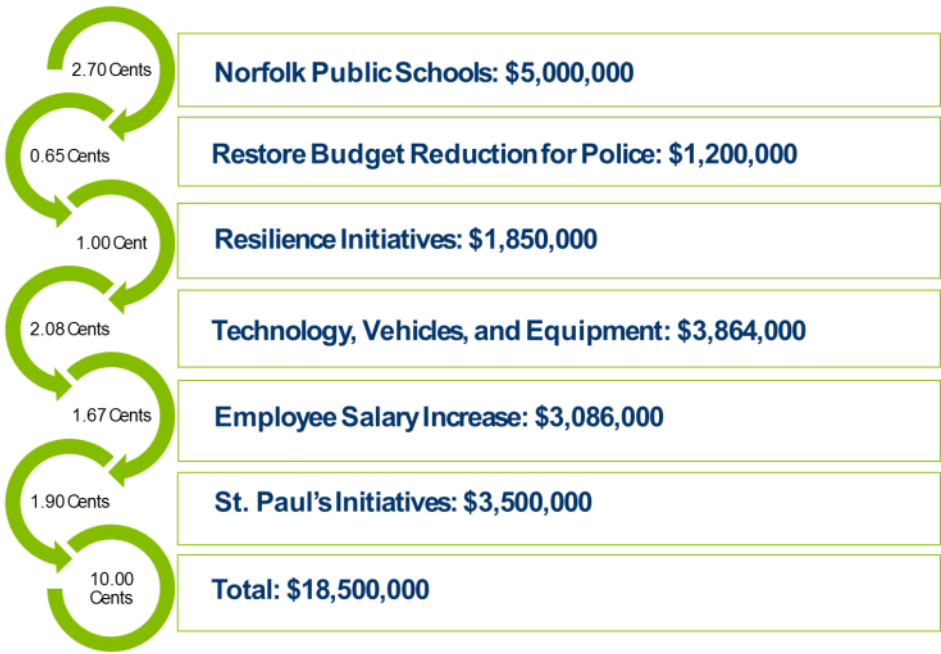 2.70 Cents
Norfolk Public Schools: $5,000,000
0.65 Cents
Restore Budget Reduction for Police: $1,200,000
1.00 Cent
Resilience Initiatives: $1,850,000
2.08 Cents
Technology, Vehicles, and Equipment: $3,864,000
1.67 Cents
Employee Salary Increase: $3,086,000
1.90 Cents
St. Paul’s Initiatives: $3,500,000
10.00
Cents
Total: $18,500,000